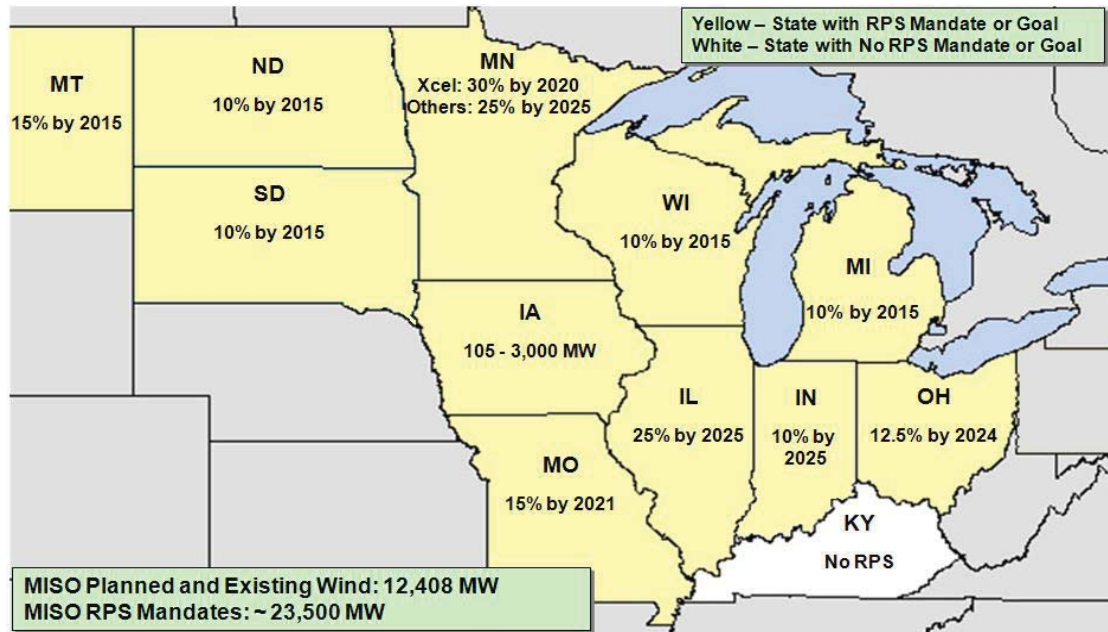 Yellow – State with RPS Mandate or Goal
White – State with No RPS Mandate or Goal
MT
15% by 2015
ND
10% by 2015
MN
Xcel: 30% by 2020
Others: 25% by 2025
SD
10% by 2015
WI
10% by 2015
MI
10% by 2015
IA
105 - 3,000 MW
IL
25% by 2025
IN
10% by
2025
OH
12.5% by 2024
MO
15% by 2021
KY
No RPS
MISO Planned and Existing Wind: 12,408 MW
MISO RPS Mandates: ~ 23,500 MW